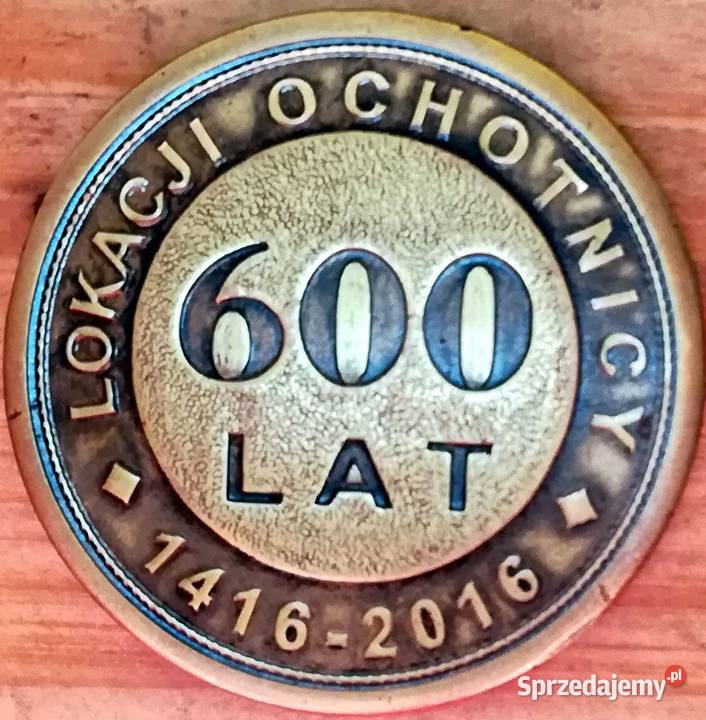 600
LAT
LOKACJI OCHOTNICY
1416-2016
Sprzedajemy.pl